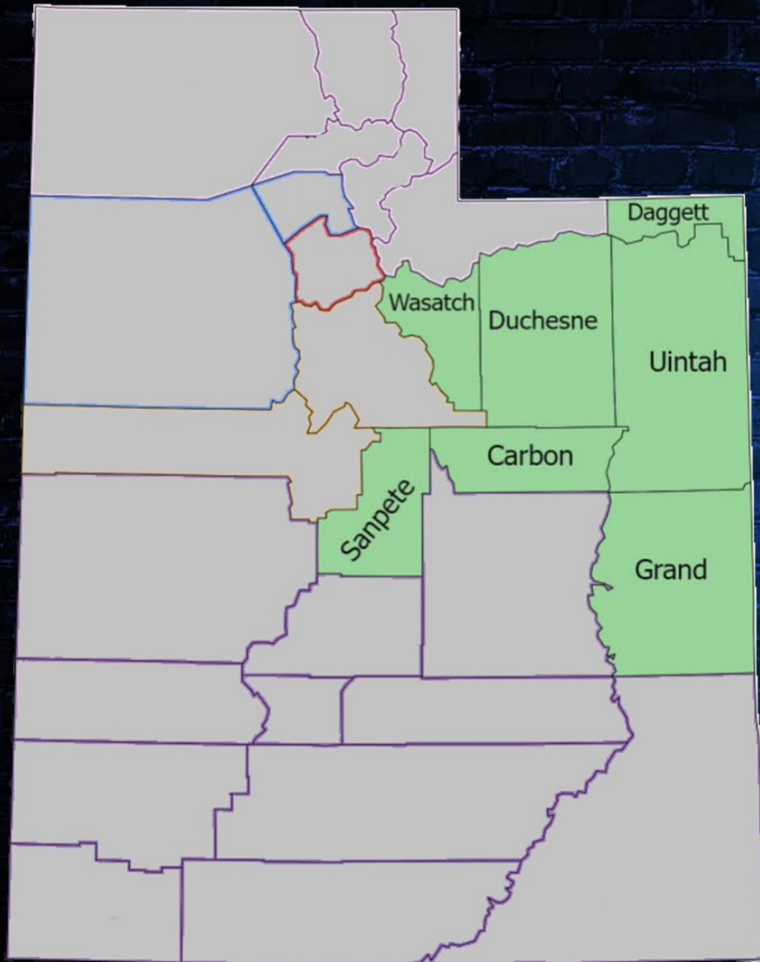 Daggett
Wasatch
Duchesne
Uintah
Carbon
Sanpete
Grand